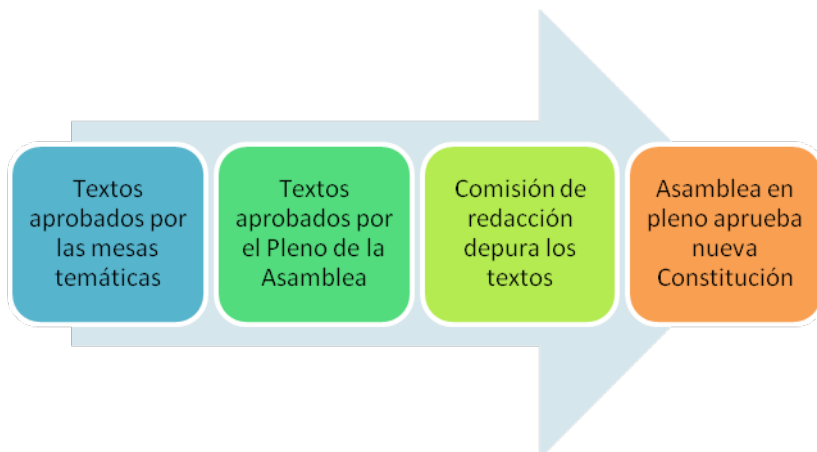 Textos
aprobados por
las mesas
temáticas
Textos
aprobados por
el Pleno de la
Asamblea
Comisión de
redacción
depura los
textos
Asamblea en
pleno aprueba
nueva
Constitución